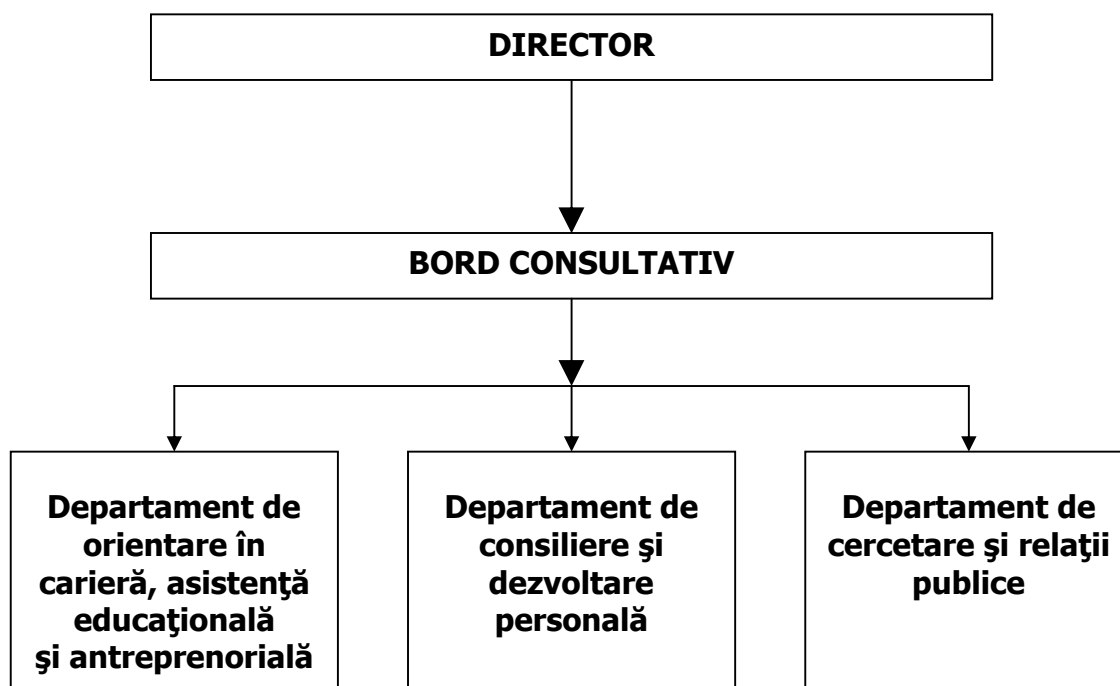 DIRECTOR
BORD CONSULTATIV
Departament de
orientare în
carieră, asistenţă
educaţională
şi antreprenorială
Departament de
consiliere şi
dezvoltare
personală
Departament de
cercetare şi relaţii
publice